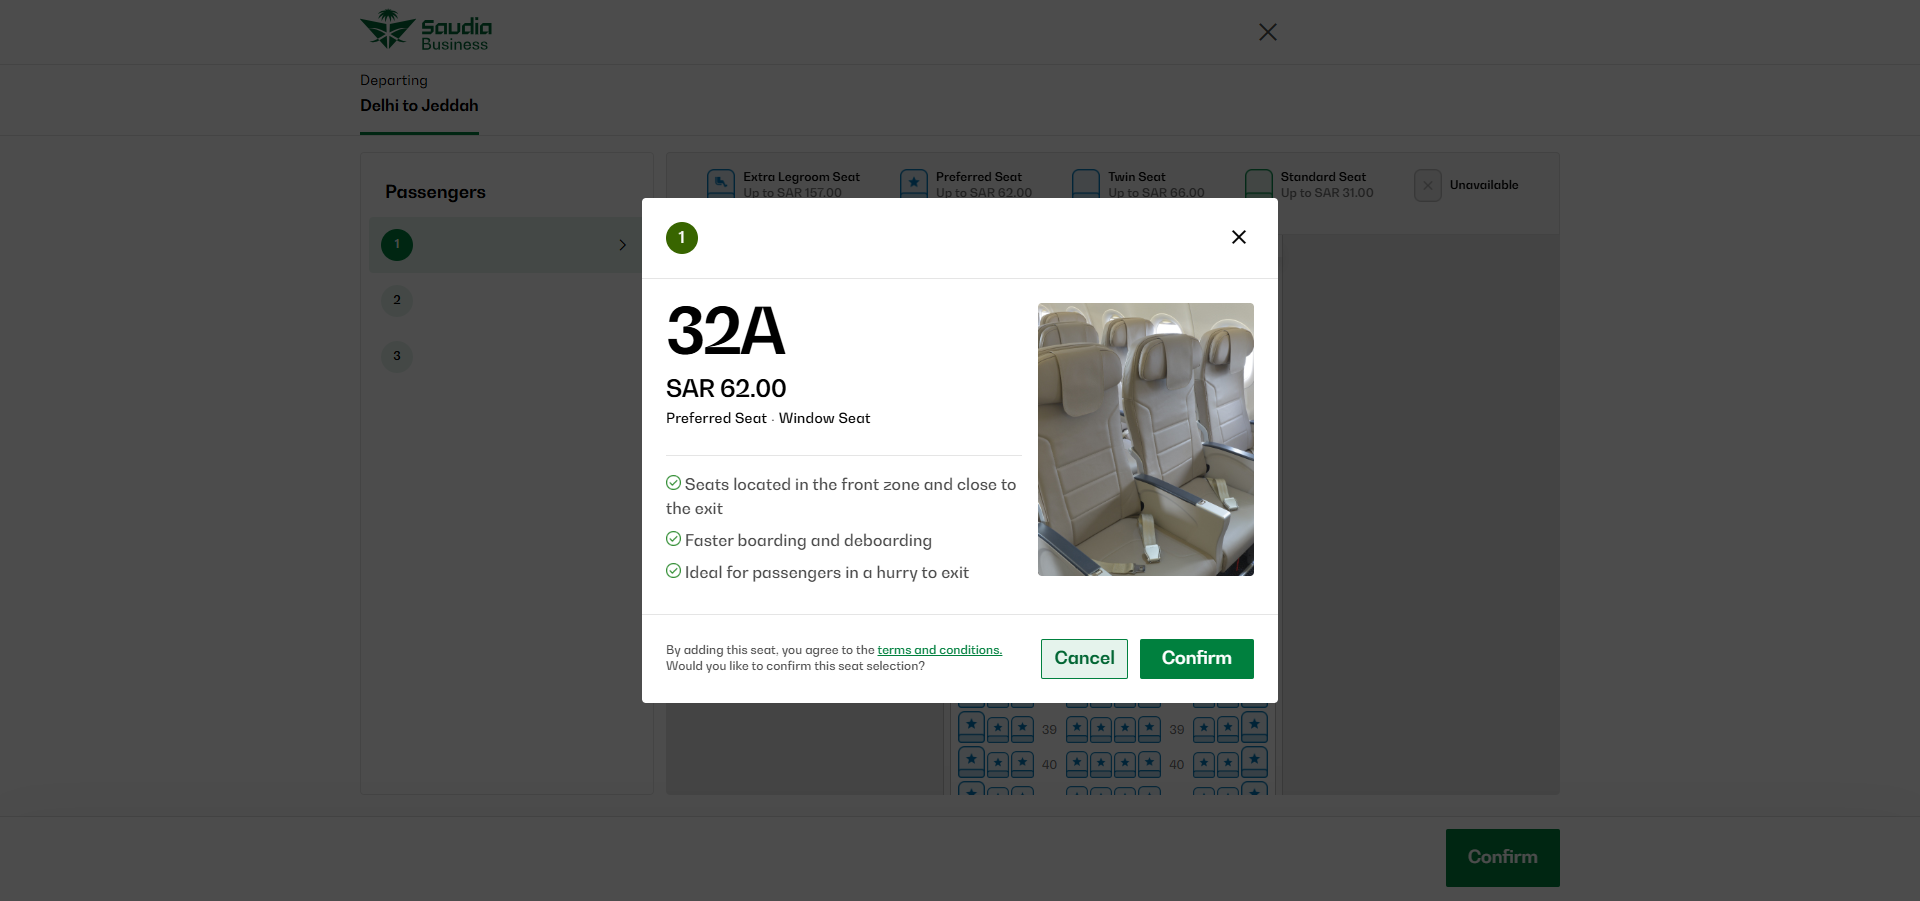 Saudia
Business
Departing
Delhi to Jeddah
Passengers
1
2
3
Extra Legroom Seat
Up to SAR 157.00
Preferred Seat
Up to SAR 62.00
Twin Seat
Up to SAR 66.00
Standard Seat
Up to SAR 31.00
Unavailable
1
32A
SAR 62.00
Preferred Seat · Window Seat
Seats located in the front zone and close to
the exit
Faster boarding and deboarding
Ideal for passengers in a hurry to exit
By adding this seat, you agree to the terms and conditions.
Would you like to confirm this seat selection?
Cancel
Confirm
39 39
40 40
Confirm